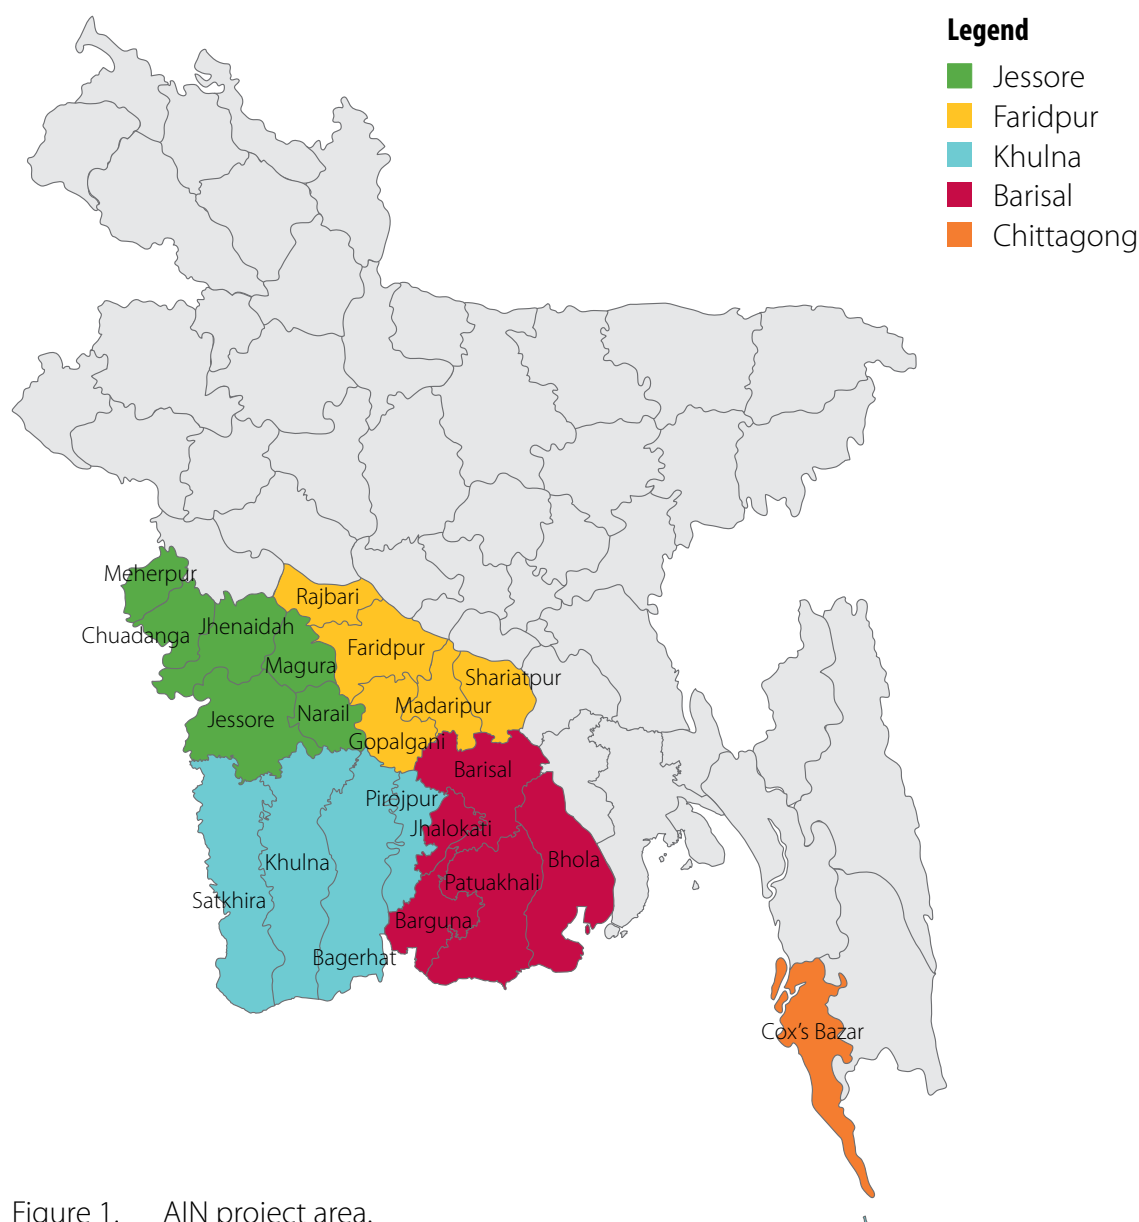 Legend
Jessore
Faridpur
Khulna
Barisal
Chittagong
Meherpur
Rajbari
Chuadanga
Jhenaidah
Faridpur
Magura
Shariatpur
Jessore
Narail
Madaripur
Gopalganj
Barisal
Pirojpur
Jhalokati
Khulna
Bhola
Satkhira
Patuakhali
Barguna
Bagerhat
Cox's Bazar
Figure 1. AIN project area.